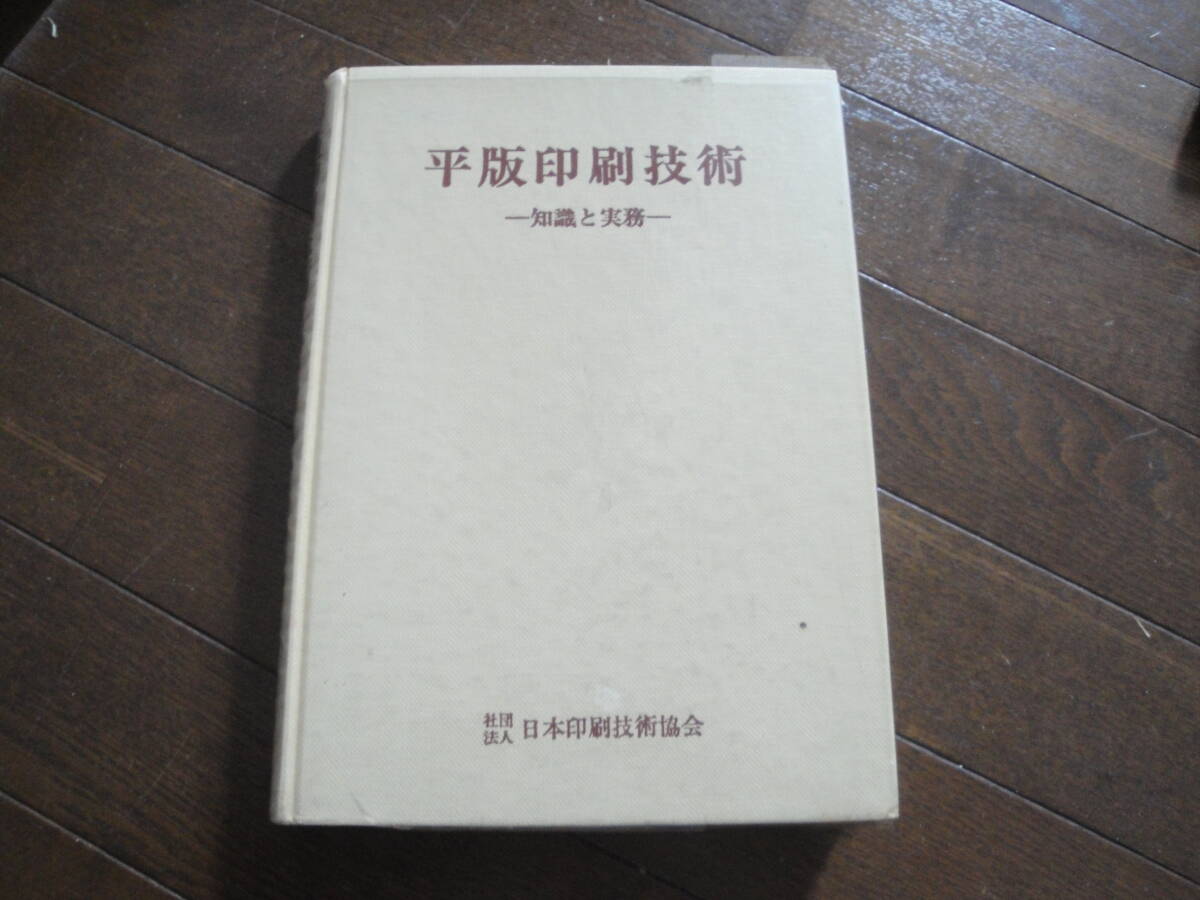 平版印刷技術
―知識と実務―
社団法人 日本印刷技術協会